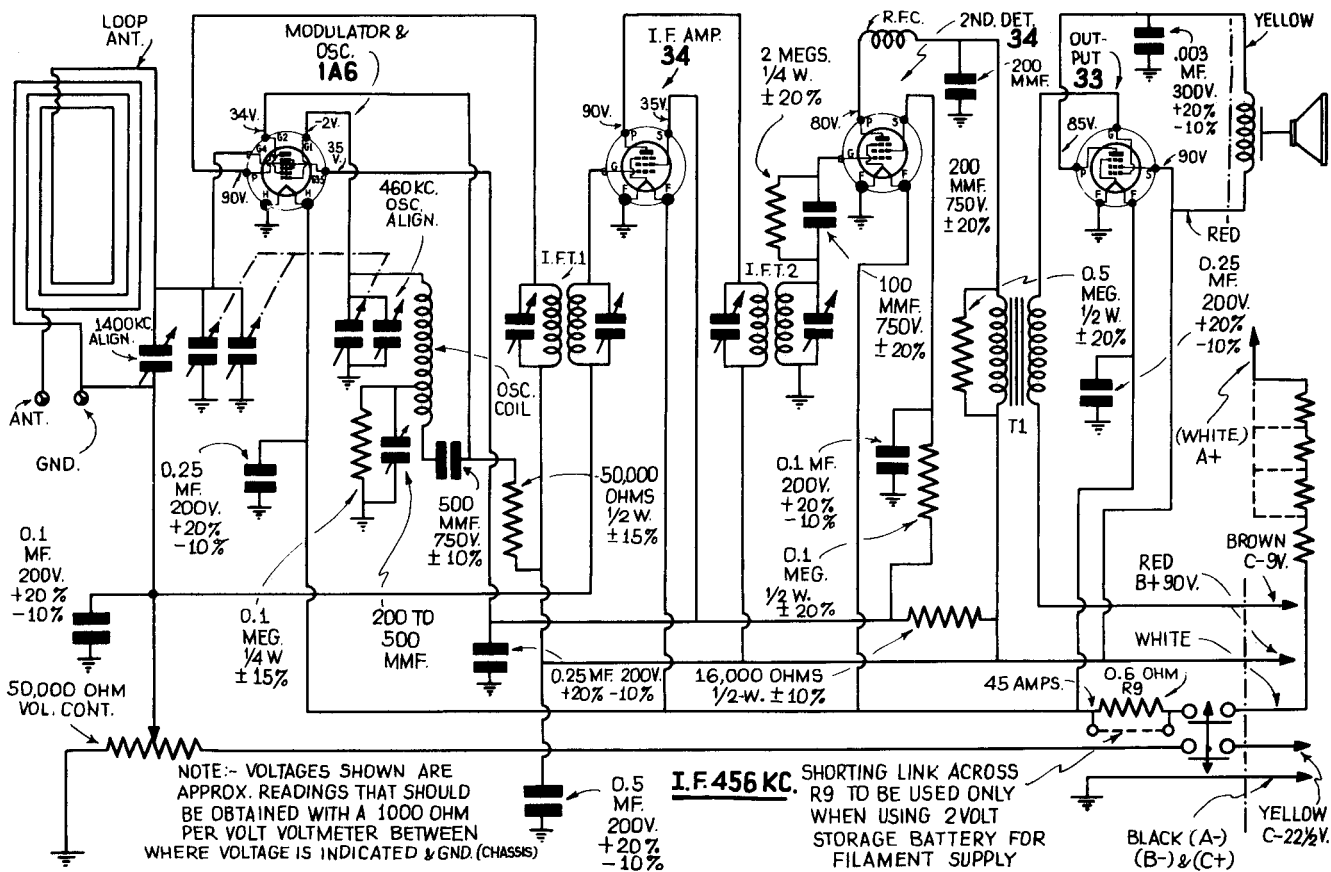 LOOP
ANT.
MODULATOR &
OSC.
1A6
34V.
-2V.
G2
G1
G4
G3,5
P
H
H
35
V.
90V.
460 KC.
OSC.
ALIGN.
I.F. AMP.
34
90V.
35V.
P
S
G
F
F
2 MEGS.
1/4 W.
±20%
R.F.C.
2ND. DET.
34
200
MMF.
80V.
P
S
G
F
F
OUT-
PUT
33
85V.
90V
G
P
S
F
F
.003
MF.
300V.
+20%
-10%
YELLOW
RED
200
MMF.
750V.
±20%
1400KC.
ALIGN.
ANT.
GND.
I.F.T.1
I.F.T.2
OSC.
COIL
100
MMF.
750V.
±20%
0.5
MEG.
1/2 W.
±20%
T1
0.25
MF.
200V.
+20%
-10%
(WHITE)
A+
0.25
MF.
200V.
+20%
-10%
500
MMF.
750V.
±10%
50,000
OHMS
1/2 W.
±15%
0.1 MF.
200V.
+20%
-10%
0.1
MEG.
1/2 W.
±20%
0.1
MF.
200V.
+20%
-10%
0.1
MEG.
1/4 W
±15%
200 TO
500
MMF.
0.25 MF. 200V.
+20% -10%
16,000 OHMS
1/2-W. ±10%
BROWN
C-9V.
RED
B+90V.
WHITE
.45 AMPS.
0.6 OHM
R9
50,000 OHM
VOL. CONT.
NOTE:- VOLTAGES SHOWN ARE
APPROX. READINGS THAT SHOULD
BE OBTAINED WITH A 1000 OHM
PER VOLT VOLTMETER BETWEEN
WHERE VOLTAGE IS INDICATED & GND. (CHASSIS)
0.5
MF.
200V.
+20%
-10%
I.F. 456 KC.
SHORTING LINK ACROSS
R9 TO BE USED ONLY
WHEN USING 2 VOLT
STORAGE BATTERY FOR
FILAMENT SUPPLY
BLACK (A-)
(B-) & (C+)
YELLOW
C-22½V.